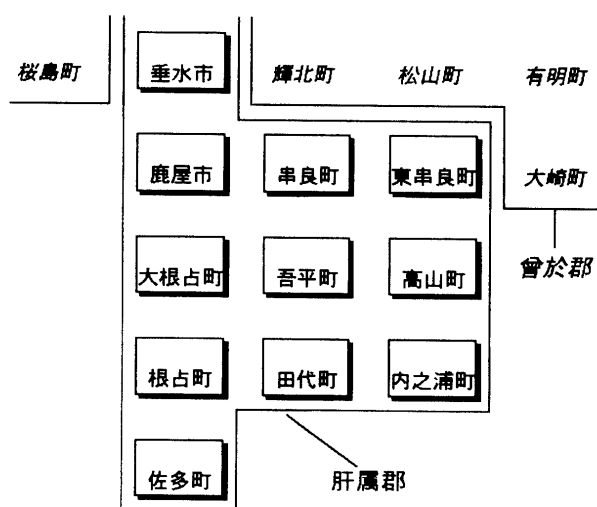 桜島町 垂水市 輝北町 松山町 有明町
鹿屋市 串良町 東串良町 大崎町
曾於郡
大根占町 吾平町 高山町
根占町 田代町 内之浦町
肝属郡
佐多町